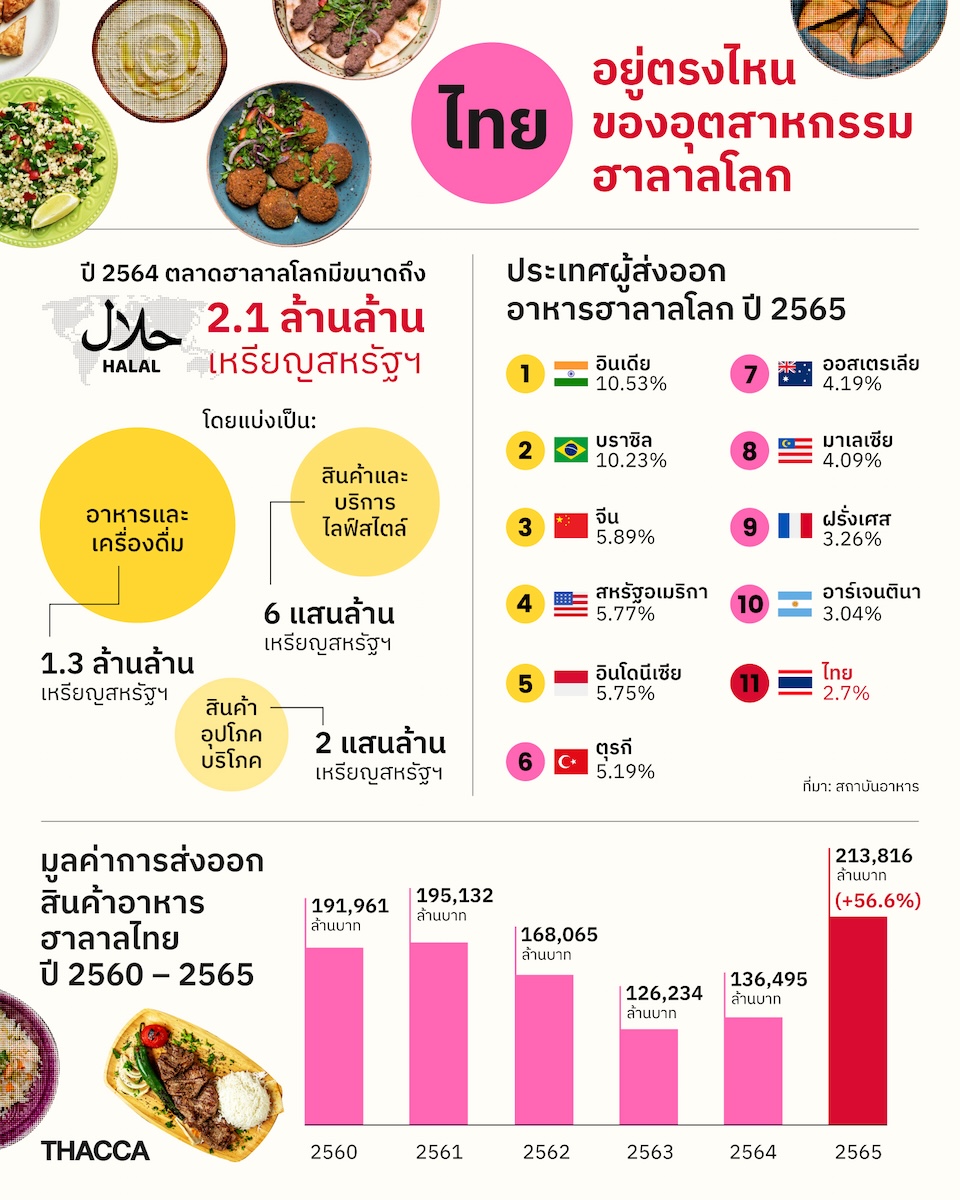 ไทย
อยู่ตรงไหน
ของอุตสาหกรรม
ฮาลาลโลก
ปี 2564 ตลาดฮาลาลโลกมีขนาดถึง
حلال
HALAL
2.1 ล้านล้าน
เหรียญสหรัฐฯ
โดยแบ่งเป็น:
อาหารและ
เครื่องดื่ม
1.3 ล้านล้าน
เหรียญสหรัฐฯ
สินค้าและ
บริการ
ไลฟ์สไตล์
6 แสนล้าน
เหรียญสหรัฐฯ
สินค้า
อุปโภค
บริโภค
2 แสนล้าน
เหรียญสหรัฐฯ
ประเทศผู้ส่งออก
อาหารฮาลาลโลก ปี 2565
1 อินเดีย
10.53%
2 บราซิล
10.23%
3 จีน
5.89%
4 สหรัฐอเมริกา
5.77%
5 อินโดนีเซีย
5.75%
6 ตุรกี
5.19%
7 ออสเตรเลีย
4.19%
8 มาเลเซีย
4.09%
9 ฝรั่งเศส
3.26%
10 อาร์เจนตินา
3.04%
11 ไทย
2.7%
ที่มา: สถาบันอาหาร
มูลค่าการส่งออก
สินค้าอาหาร
ฮาลาลไทย
ปี 2560 – 2565
191,961
ล้านบาท
195,132
ล้านบาท
168,065
ล้านบาท
126,234
ล้านบาท
136,495
ล้านบาท
213,816
ล้านบาท
(+56.6%)
2560 2561 2562 2563 2564 2565
THACCA